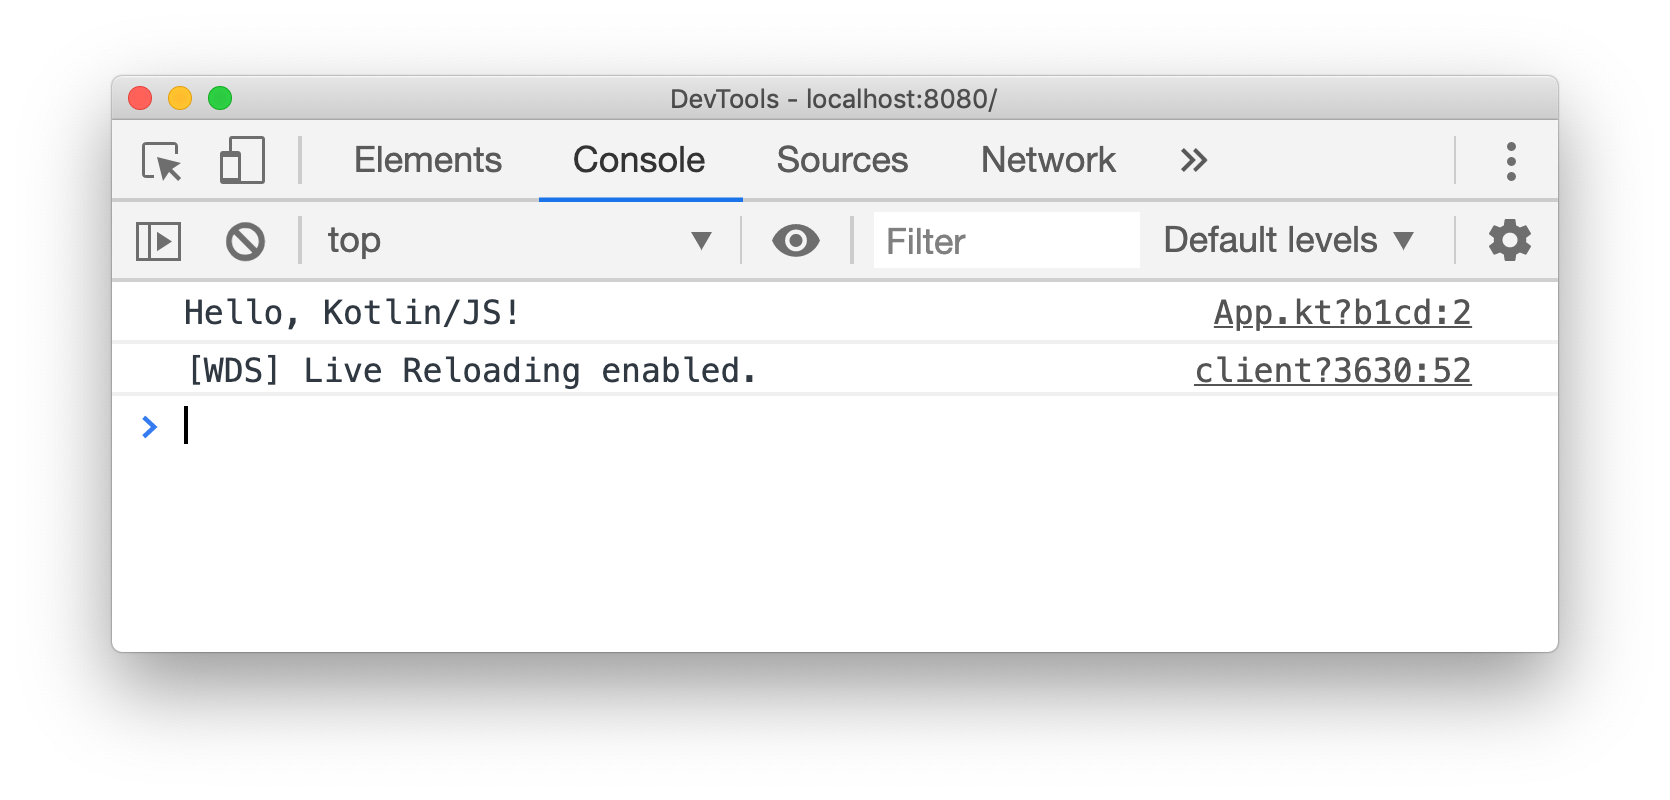 DevTools - localhost:8080/
Elements Console Sources Network
top Filter Default levels
Hello, Kotlin/JS! App.kt?b1cd:2
[WDS] Live Reloading enabled. client?3630:52